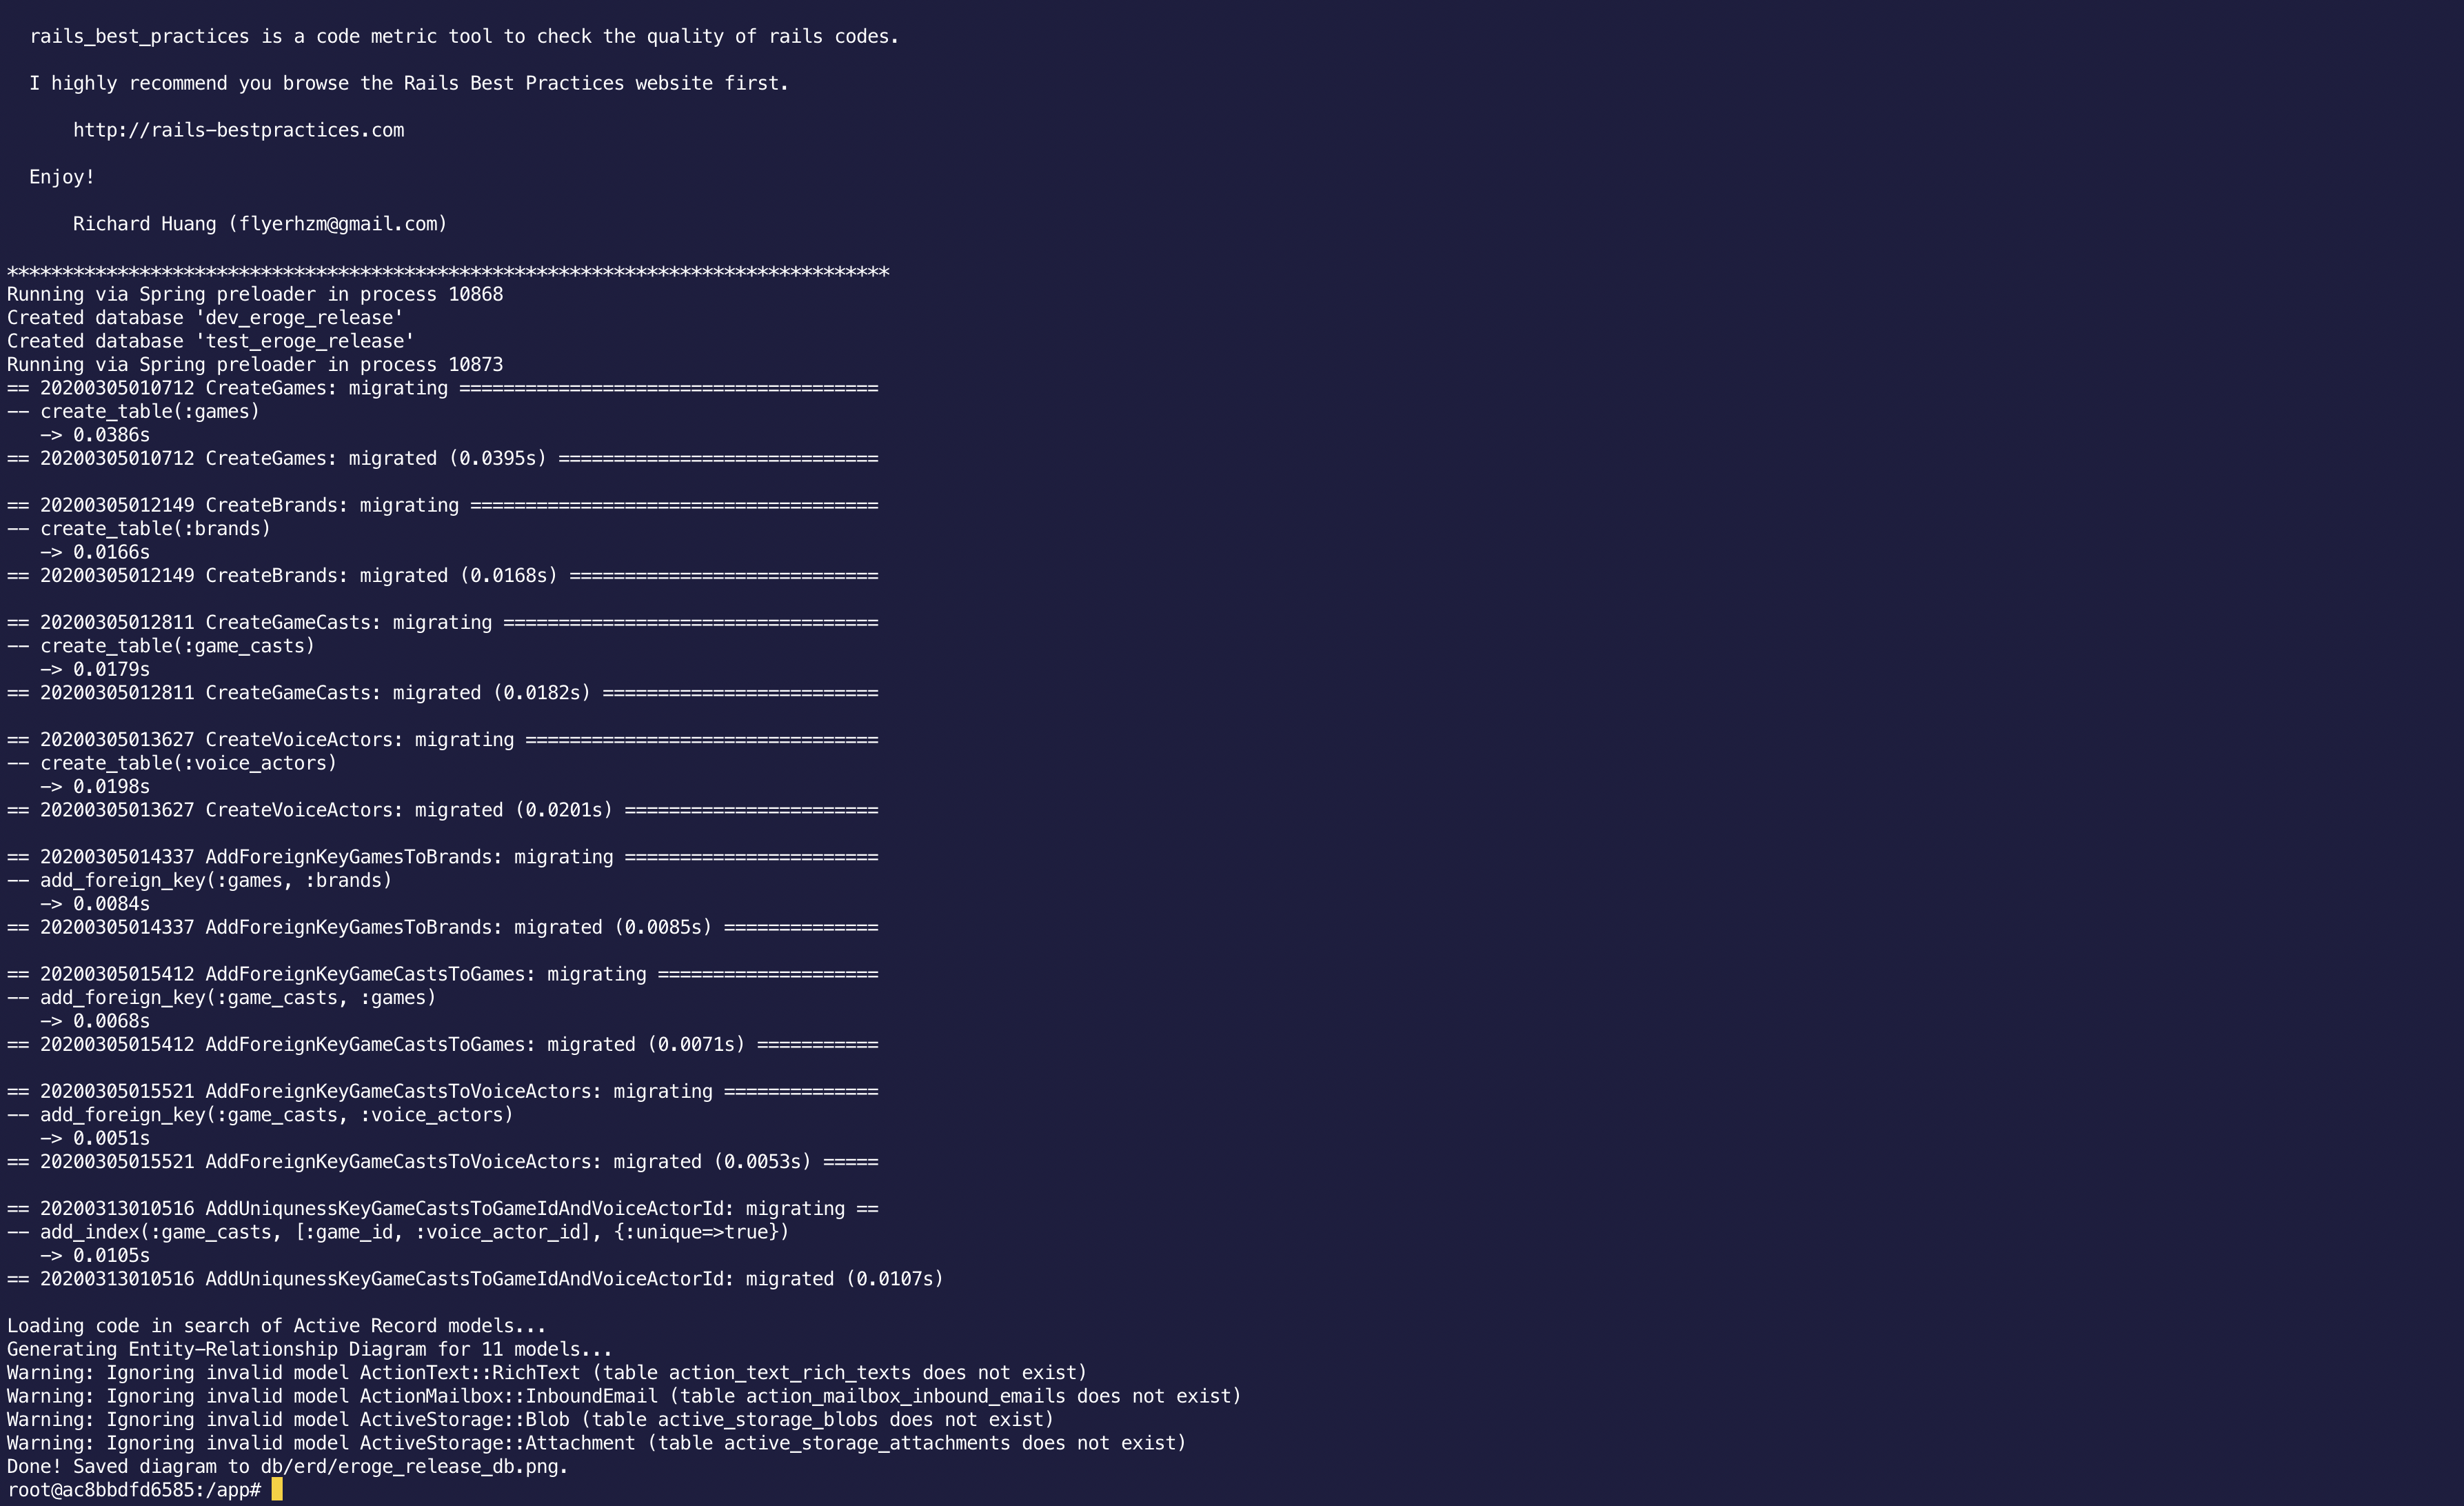 rails_best_practices is a code metric tool to check the quality of rails codes.
I highly recommend you browse the Rails Best Practices website first.
http://rails-bestpractices.com
Enjoy!
Richard Huang (flyerhzm@gmail.com)
********************************************************************************
Running via Spring preloader in process 10868
Created database 'dev_eroge_release'
Created database 'test_eroge_release'
Running via Spring preloader in process 10873
== 20200305010712 CreateGames: migrating ======================================
-- create_table(:games)
   -> 0.0386s
== 20200305010712 CreateGames: migrated (0.0395s) =============================
== 20200305012149 CreateBrands: migrating =====================================
-- create_table(:brands)
   -> 0.0166s
== 20200305012149 CreateBrands: migrated (0.0168s) ============================
== 20200305012811 CreateGameCasts: migrating ==================================
-- create_table(:game_casts)
   -> 0.0179s
== 20200305012811 CreateGameCasts: migrated (0.0182s) =========================
== 20200305013627 CreateVoiceActors: migrating ================================
-- create_table(:voice_actors)
   -> 0.0198s
== 20200305013627 CreateVoiceActors: migrated (0.0201s) =======================
== 20200305014337 AddForeignKeyGamesToBrands: migrating =======================
-- add_foreign_key(:games, :brands)
   -> 0.0084s
== 20200305014337 AddForeignKeyGamesToBrands: migrated (0.0085s) ==============
== 20200305015412 AddForeignKeyGameCastsToGames: migrating ====================
-- add_foreign_key(:game_casts, :games)
   -> 0.0068s
== 20200305015412 AddForeignKeyGameCastsToGames: migrated (0.0071s) ===========
== 20200305015521 AddForeignKeyGameCastsToVoiceActors: migrating ==============
-- add_foreign_key(:game_casts, :voice_actors)
   -> 0.0051s
== 20200305015521 AddForeignKeyGameCastsToVoiceActors: migrated (0.0053s) =====
== 20200313010516 AddUniqunessKeyGameCastsToGameIdAndVoiceActorId: migrating ==
-- add_index(:game_casts, [:game_id, :voice_actor_id], {:unique=>true})
   -> 0.0105s
== 20200313010516 AddUniqunessKeyGameCastsToGameIdAndVoiceActorId: migrated (0.0107s)
Loading code in search of Active Record models...
Generating Entity-Relationship Diagram for 11 models...
Warning: Ignoring invalid model ActionText::RichText (table action_text_rich_texts does not exist)
Warning: Ignoring invalid model ActionMailbox::InboundEmail (table action_mailbox_inbound_emails does not exist)
Warning: Ignoring invalid model ActiveStorage::Blob (table active_storage_blobs does not exist)
Warning: Ignoring invalid model ActiveStorage::Attachment (table active_storage_attachments does not exist)
Done! Saved diagram to db/erd/eroge_release_db.png.
root@ac8bbdfd6585:/app#